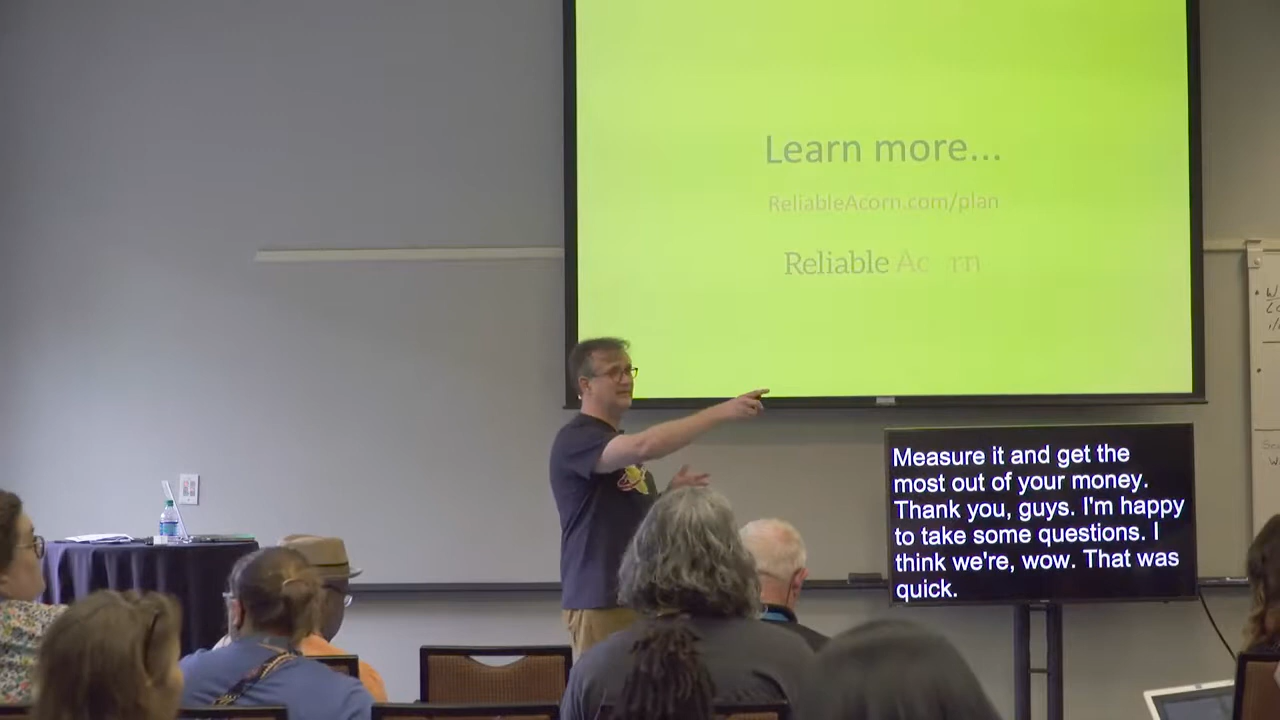 Learn more...
ReliableAcorn.com/plan
Reliable Acorn
Measure it and get the
most out of your money.
Thank you, guys. I'm happy
to take some questions. I
think we're, wow. That was
quick.